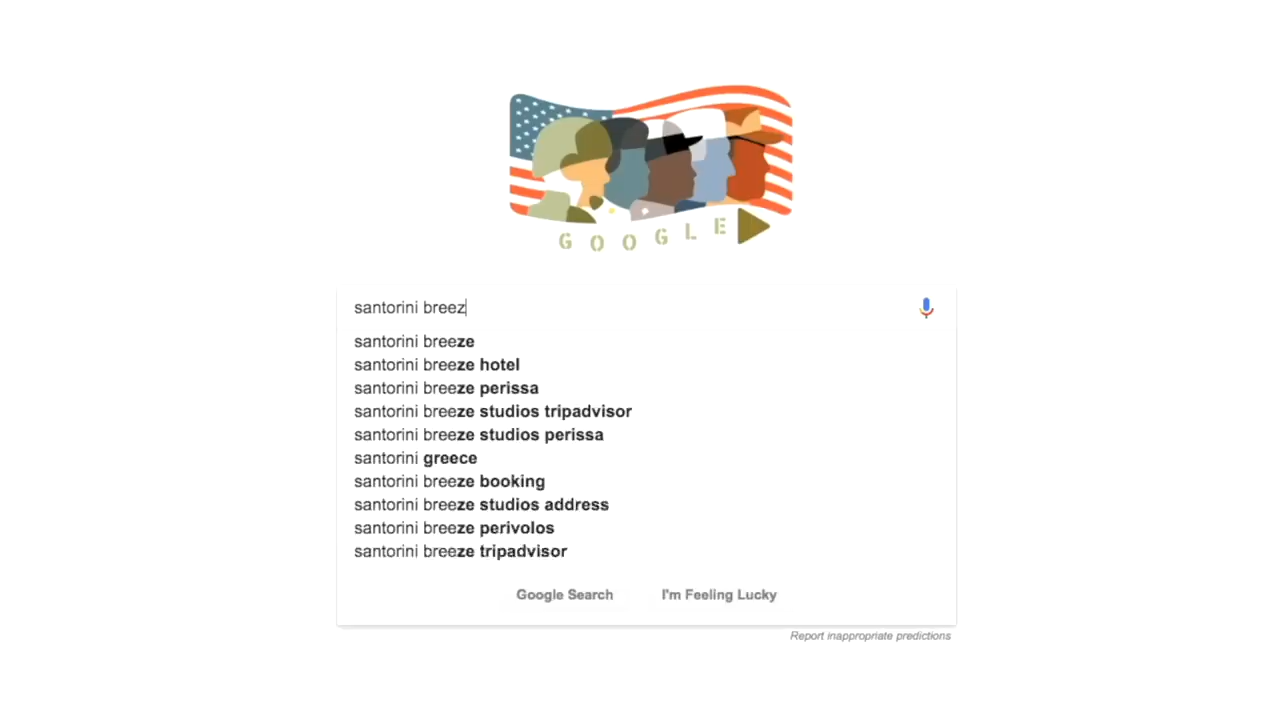 GOOGLE
santorini breez
santorini breeze
santorini breeze hotel
santorini breeze perissa
santorini breeze studios tripadvisor
santorini breeze studios perissa
santorini greece
santorini breeze booking
santorini breeze studios address
santorini breeze perivolos
santorini breeze tripadvisor
Google Search I'm Feeling Lucky
Report inappropriate predictions